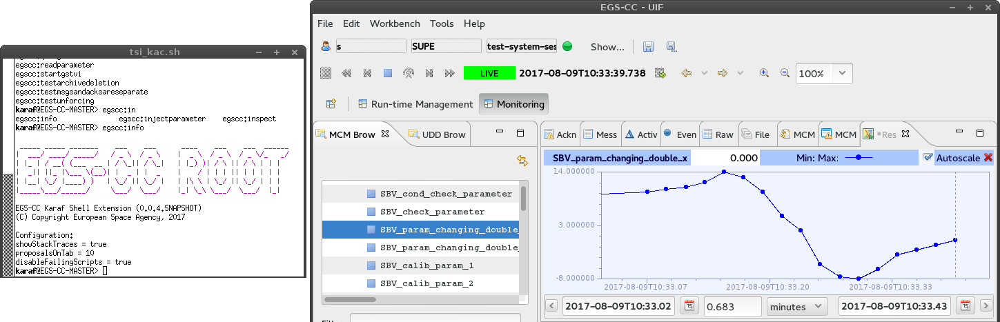 tsi_kac.sh
egscc:readparameter
egscc:startgstvi
egscc:testarchivedeletion
egscc:testmsgsandacksareseparate
egscc:testunforcing
karaf@EGS-CC-MASTER> egscc:in
egscc:info egscc:injectparameter egscc:inspect
karaf@EGS-CC-MASTER> egscc:info
EGS-CC ROOT
EGS-CC Karaf Shell Extension (0.0.4.SNAPSHOT)
(C) Copyright European Space Agency, 2017
Configuration:
showStackTraces = true
proposalsOnTab = 10
disableFailingScripts = true
karaf@EGS-CC-MASTER>
EGS-CC - UIF
File Edit Workbench Tools Help
s SUPE test-system-ses Show...
LIVE 2017-08-09T10:33:39.738 100%
Run-time Management Monitoring
MCM Brow UDD Brow
SBV_cond_check_parameter
SBV_check_parameter
SBV_param_changing_double_
SBV_param_changing_double_
SBV_calib_param_1
SBV_calib_param_2
Ackn Mess Activ Even Raw File MCM MCM *Res
SBV_param_changing_double_x 0.000 Min: Max: Autoscale
14.000000
3.000000
-8.000000
2017-08-09T10:33.07 2017-08-09T10:33.20 2017-08-09T10:33.33
2017-08-09T10:33.02 15 0.683 minutes 2017-08-09T10:33.43 15